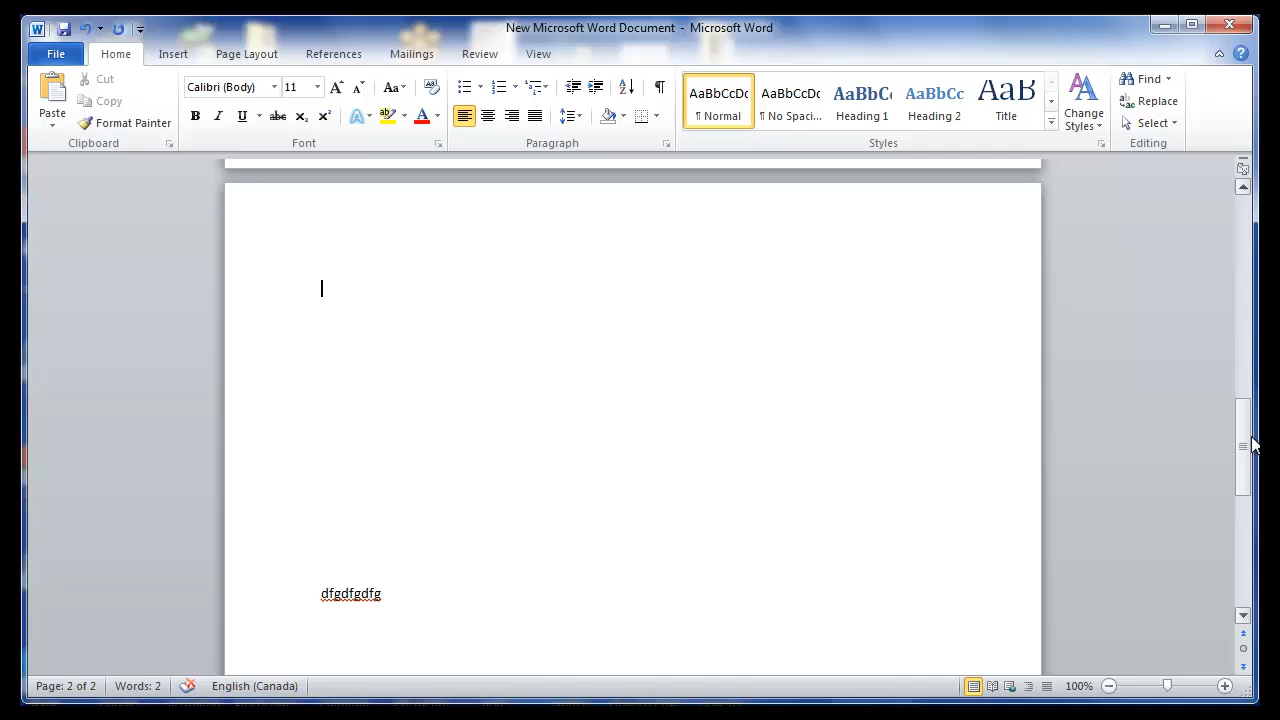 New Microsoft Word Document - Microsoft Word
File Home Insert Page Layout References Mailings Review View
Paste
Cut
Copy
Format Painter
Clipboard
Calibri (Body) 11
Font
Paragraph
AaBbCcDc AaBbCcDc AaBbCc AaBbCc AaB
¶ Normal ¶ No Spaci... Heading 1 Heading 2 Title
Change Styles
Styles
Find
Replace
Select
Editing
dfgdfgdfg
Page: 2 of 2 Words: 2 English (Canada) 100%